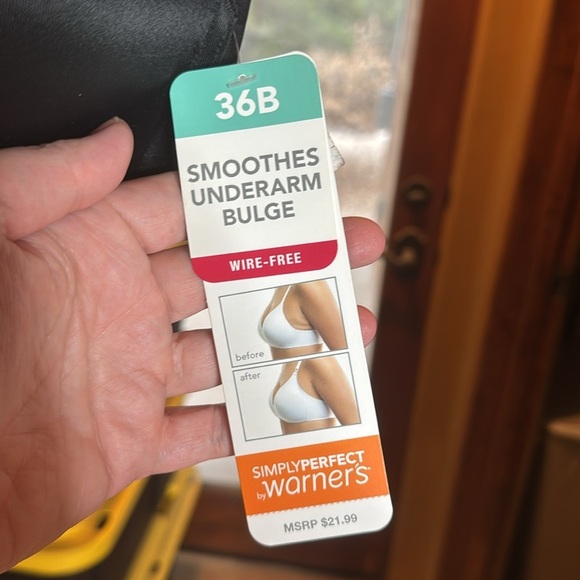 36B
SMOOTHES
UNDERARM
BULGE
WIRE-FREE
before
after
SIMPLYPERFECT
by warner's
MSRP $21.99